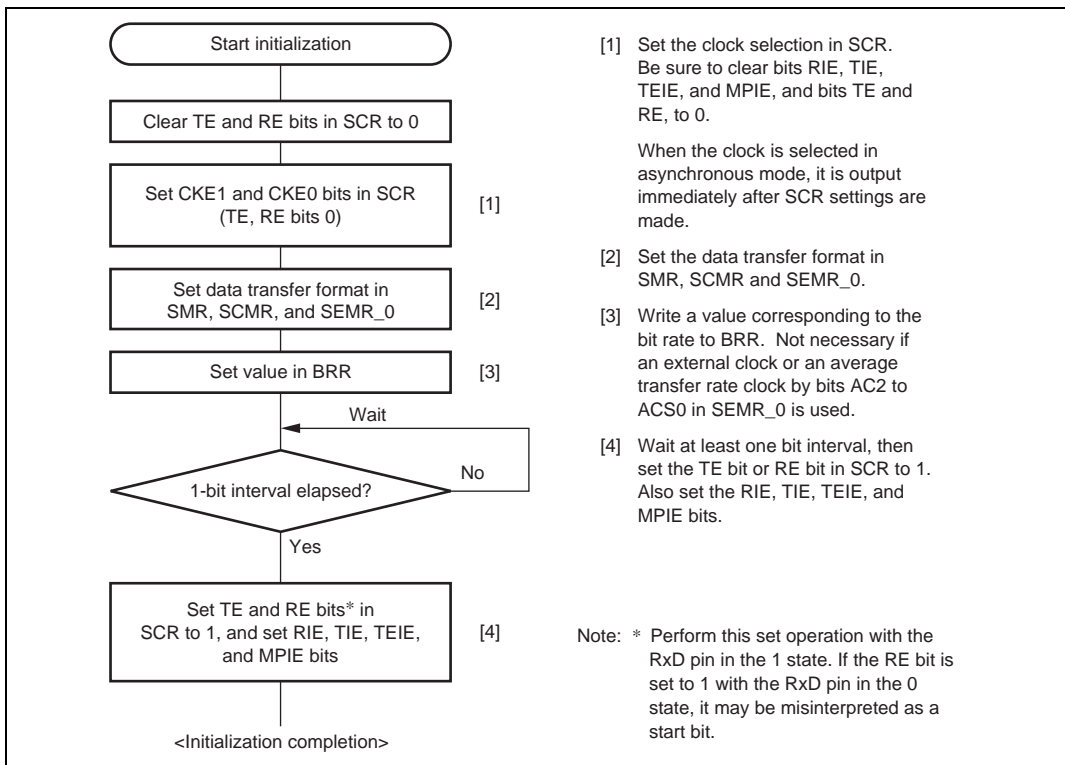 Start initialization
Clear TE and RE bits in SCR to 0
Set CKE1 and CKE0 bits in SCR
(TE, RE bits 0)
[1]
Set data transfer format in
SMR, SCMR, and SEMR_0
[2]
Set value in BRR
[3]
Wait
1-bit interval elapsed?
No
Yes
Set TE and RE bits* in
SCR to 1, and set RIE, TIE, TEIE,
and MPIE bits
[4]
<Initialization completion>
[1] Set the clock selection in SCR.
Be sure to clear bits RIE, TIE,
TEIE, and MPIE, and bits TE and
RE, to 0.
When the clock is selected in
asynchronous mode, it is output
immediately after SCR settings are
made.
[2] Set the data transfer format in
SMR, SCMR and SEMR_0.
[3] Write a value corresponding to the
bit rate to BRR. Not necessary if
an external clock or an average
transfer rate clock by bits AC2 to
ACS0 in SEMR_0 is used.
[4] Wait at least one bit interval, then
set the TE bit or RE bit in SCR to 1.
Also set the RIE, TIE, TEIE, and
MPIE bits.
Note: * Perform this set operation with the
RxD pin in the 1 state. If the RE bit is
set to 1 with the RxD pin in the 0
state, it may be misinterpreted as a
start bit.